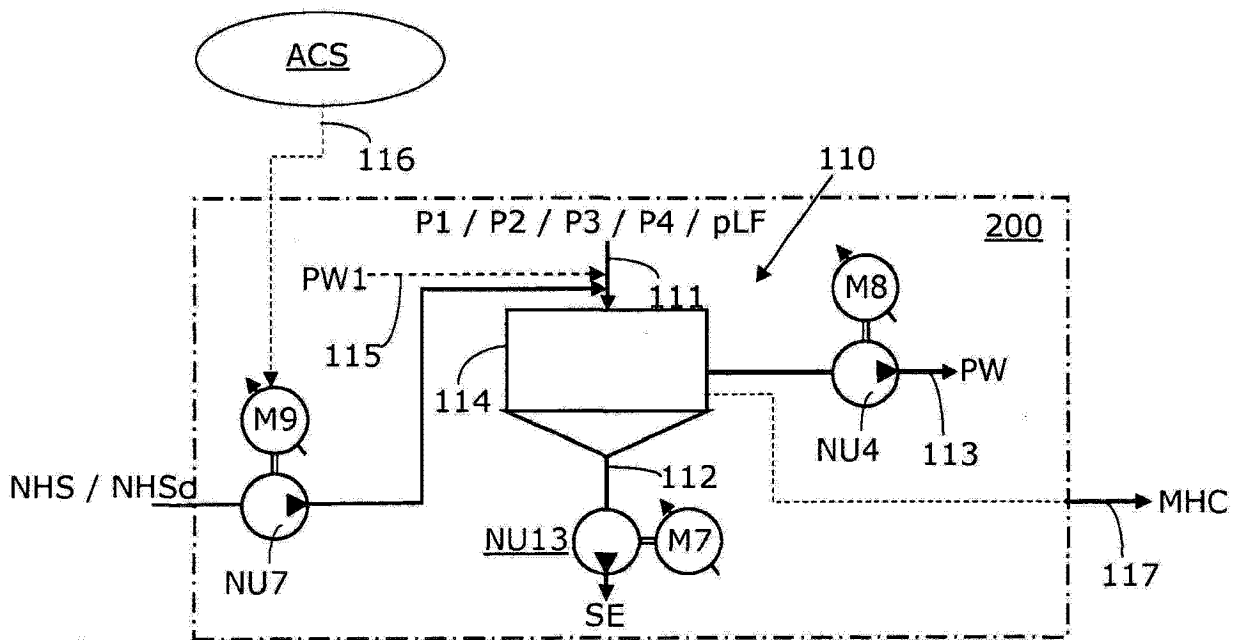 ACS
116
110
P1 / P2 / P3 / P4 / pLF
200
PW1
111
M8
115
114
PW
M9
NU4
113
112
NHS / NHSd
MHC
NU13
M7
NU7
117
SE